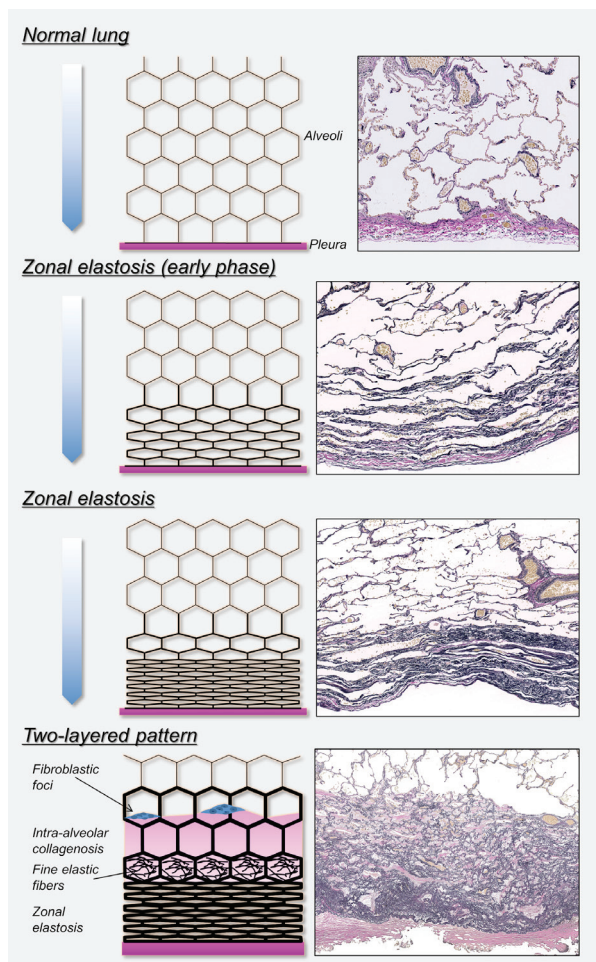 Normal lung
Alveoli
Pleura
Zonal elastosis (early phase)
Zonal elastosis
Two-layered pattern
Fibroblastic
foci
Intra-alveolar
collagenosis
Fine elastic
fibers
Zonal
elastosis